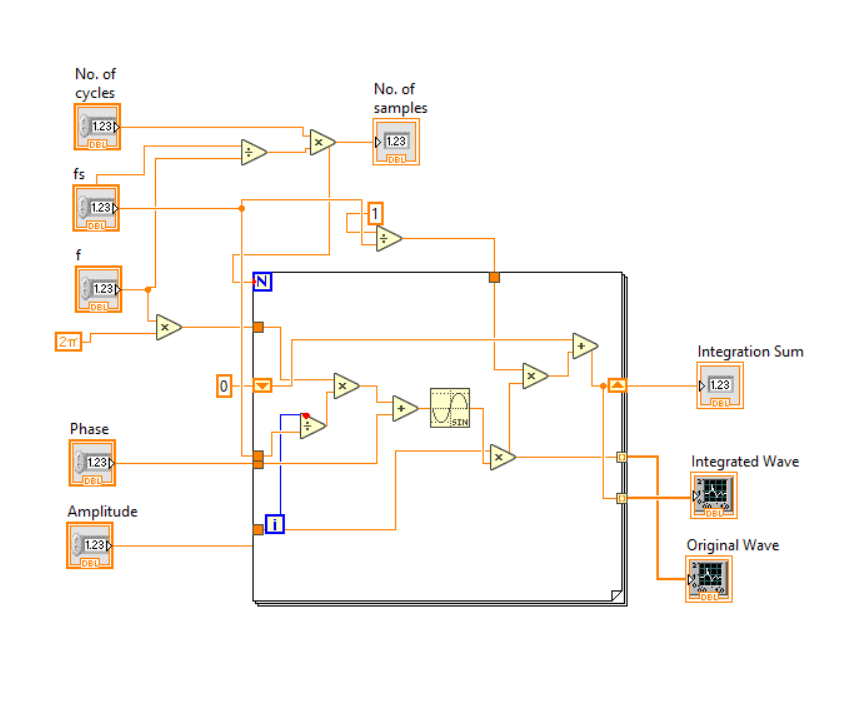 No. of
cycles
1.23
DBL
No. of
samples
1.23
DBL
÷
×
fs
1.23
DBL
1
÷
f
1.23
DBL
N
2π
×
+
Integration Sum
1.23
DBL
0
×
×
+
SIN
÷
Phase
1.23
DBL
×
Integrated Wave
DBL
Amplitude
1.23
DBL
i
Original Wave
DBL